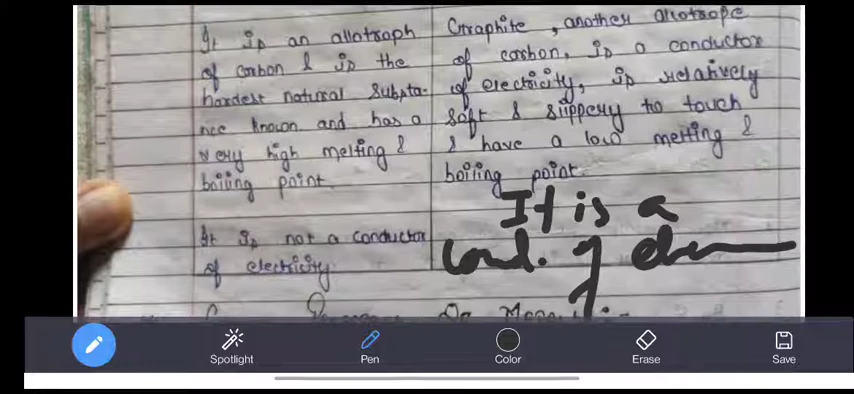 It is an allotroph
of carbon & is the
hardest natural substa-
nce known and has a
very high melting &
boiling point.
It is not a conductor
of electricity.
Graphite, another allotrope
of carbon, is a conductor
of electricity, is relatively
soft & slippery to touch
& have a low melting &
boiling point.
It is a
cond. of
Spotlight
Pen
Color
Erase
Save